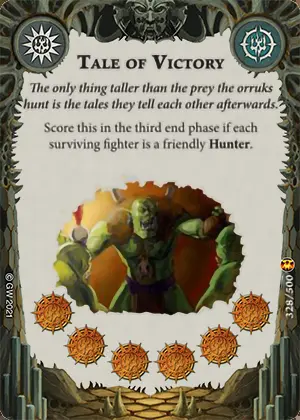 Tale of Victory
The only thing taller than the prey the orruks
hunt is the tales they tell each other afterwards.
Score this in the third end phase if each
surviving fighter is a friendly Hunter.
© GW 2021
328/500